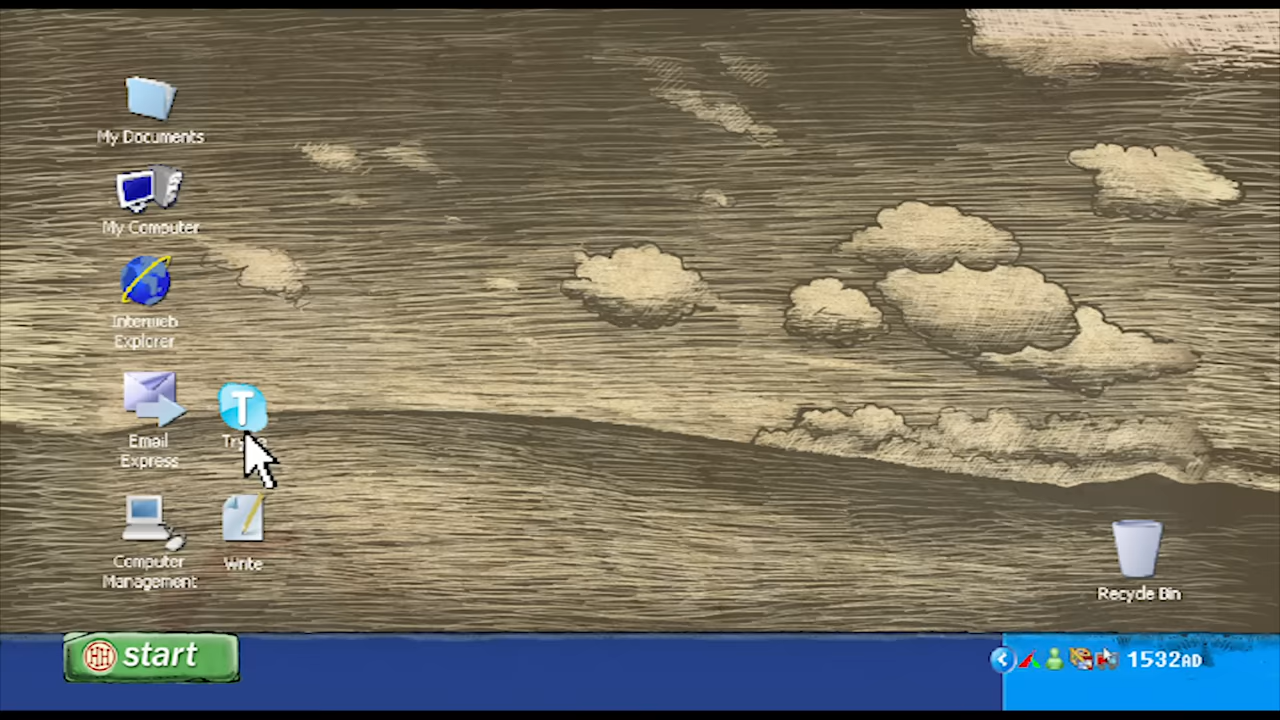 My Documents
My Computer
Interweb
Explorer
Email
Express
T
Computer
Management
Write
Recycle Bin
start
1532AD